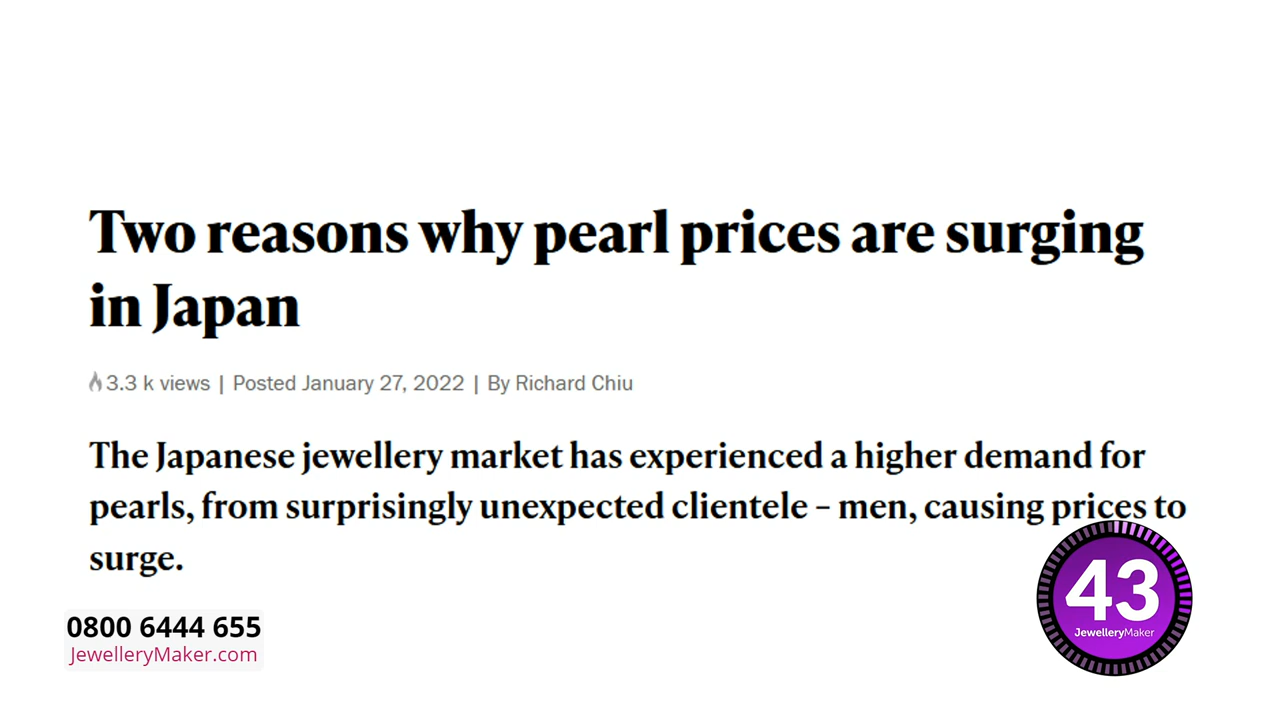 Two reasons why pearl prices are surging
in Japan
3.3 k views | Posted January 27, 2022 | By Richard Chiu
The Japanese jewellery market has experienced a higher demand for
pearls, from surprisingly unexpected clientele – men, causing prices to
surge.
43
JewelleryMaker
0800 6444 655
JewelleryMaker.com